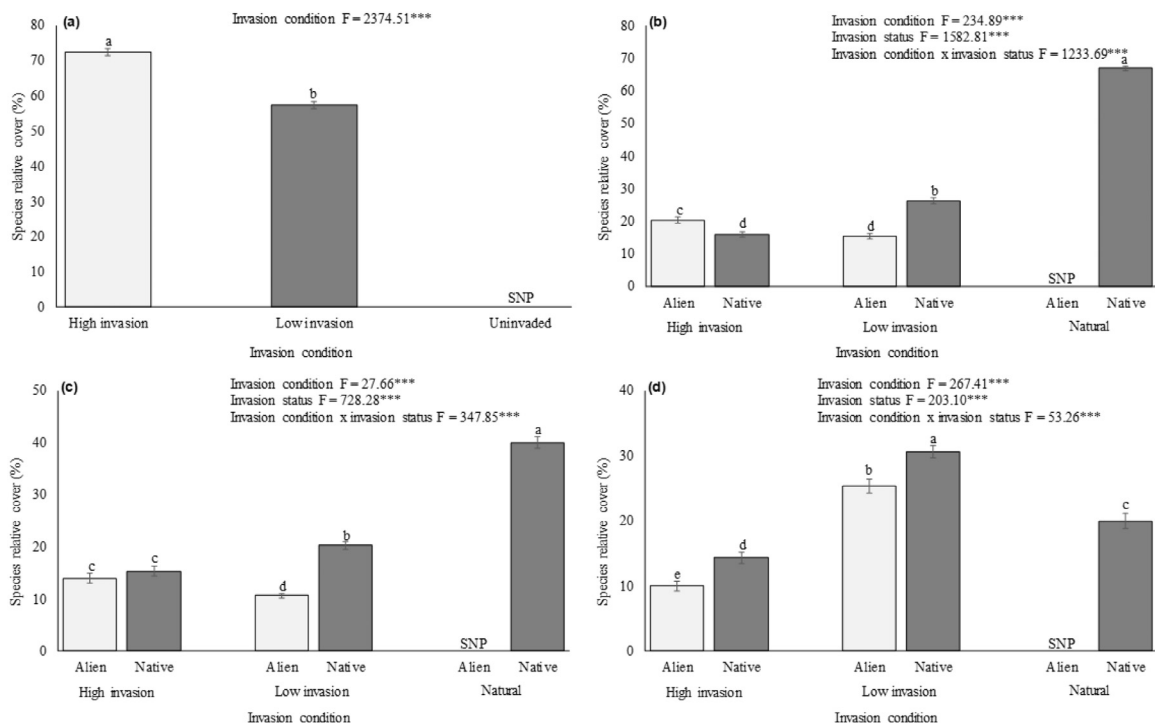 (a)
Invasion condition F = 2374.51***
Species relative cover (%)
80
70
60
50
40
30
20
10
0
a
b
SNP
High invasion Low invasion Uninvaded
Invasion condition
(b)
Invasion condition F = 234.89***
Invasion status F = 1582.81***
Invasion condition x invasion status F = 1233.69***
Species relative cover (%)
80
70
60
50
40
30
20
10
0
c
d
d
b
SNP
a
Alien Native Alien Native Alien Native
High invasion Low invasion Natural
Invasion condition
(c)
Invasion condition F = 27.66***
Invasion status F = 728.28***
Invasion condition x invasion status F = 347.85***
Species relative cover (%)
50
40
30
20
10
0
c
c
d
b
SNP
a
Alien Native Alien Native Alien Native
High invasion Low invasion Natural
Invasion condition
(d)
Invasion condition F = 267.41***
Invasion status F = 203.10***
Invasion condition x invasion status F = 53.26***
Species relative cover (%)
40
30
20
10
0
e
d
b
a
SNP
c
Alien Native Alien Native Alien Native
High invasion Low invasion Natural
Invasion condition